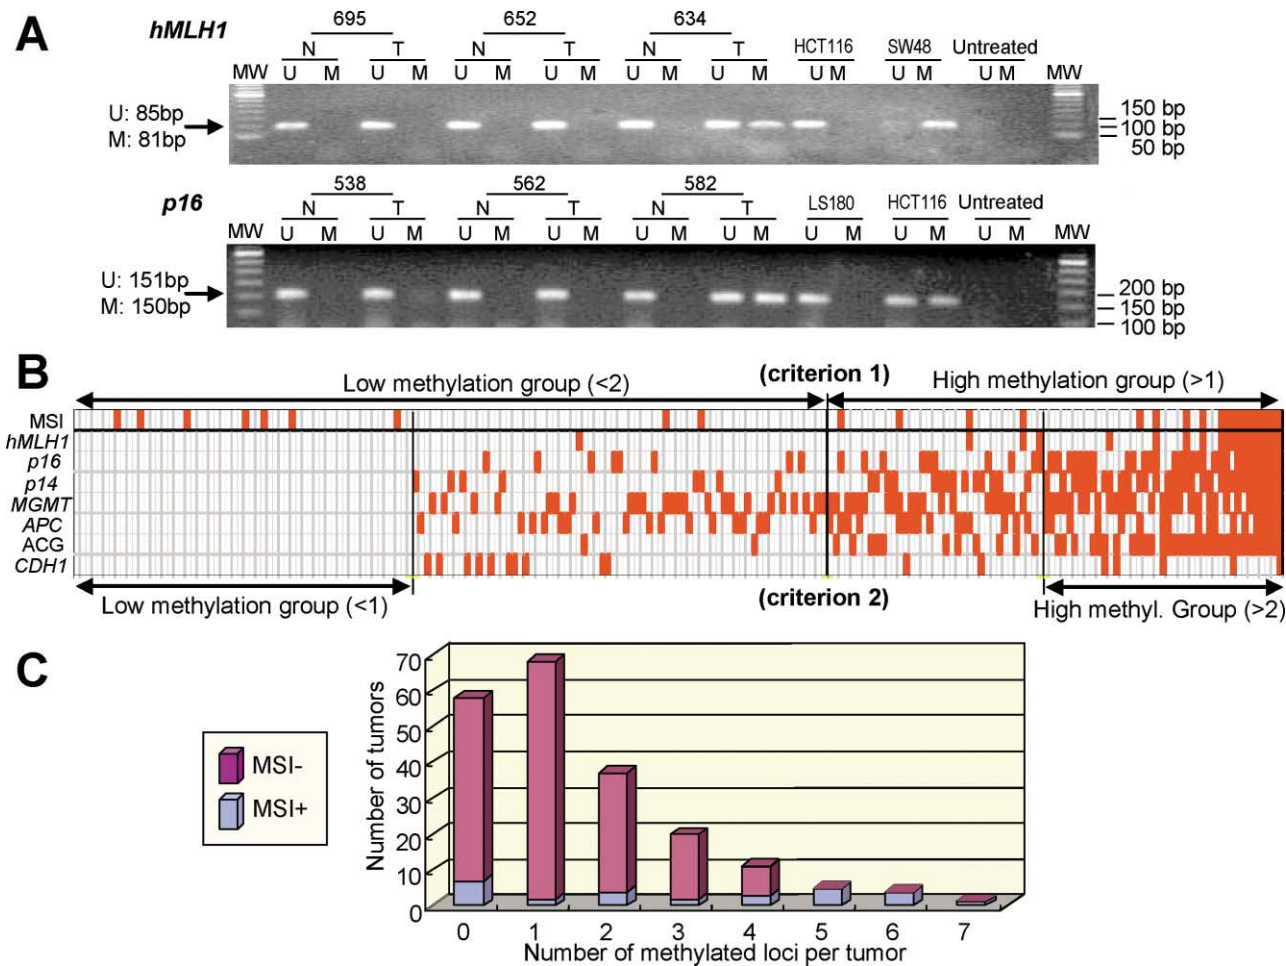 A
hMLH1
695 652 634
N T N T N T HCT116 SW48 Untreated
MW U M U M U M U M U M U M U M U M U M MW
U: 85bp
M: 81bp
150 bp
100 bp
50 bp
p16
538 562 582
N T N T N T LS180 HCT116 Untreated
MW U M U M U M U M U M U M U M U M U M MW
U: 151bp
M: 150bp
200 bp
150 bp
100 bp
B
Low methylation group (<2) (criterion 1) High methylation group (>1)
MSI
hMLH1
p16
p14
MGMT
APC
ACG
CDH1
Low methylation group (<1) (criterion 2) High methyl. Group (>2)
C
MSI-
MSI+
Number of tumors
70
60
50
40
30
20
10
0
0 1 2 3 4 5 6 7
Number of methylated loci per tumor